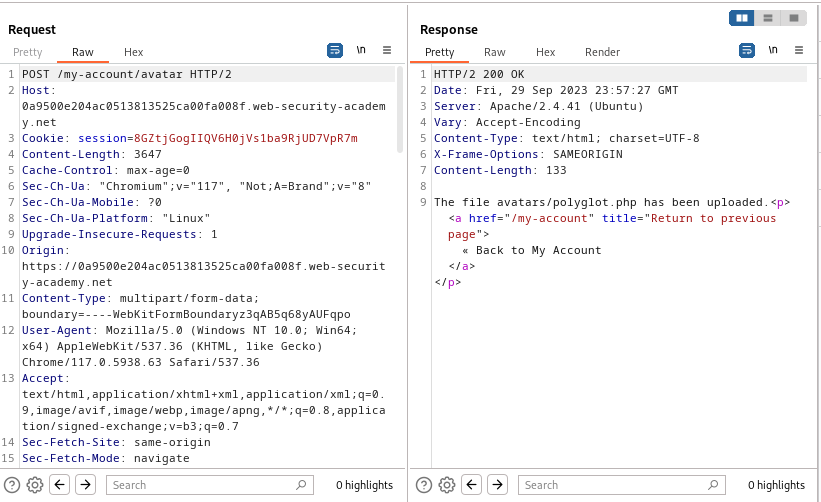 Request
Pretty Raw Hex \n
1 POST /my-account/avatar HTTP/2
2 Host:
0a9500e204ac0513813525ca00fa008f.web-security-academ
y.net
3 Cookie: session=8GZtjGogIIQV6H0jVs1ba9RjUD7VpR7m
4 Content-Length: 3647
5 Cache-Control: max-age=0
6 Sec-Ch-Ua: "Chromium";v="117", "Not;A=Brand";v="8"
7 Sec-Ch-Ua-Mobile: ?0
8 Sec-Ch-Ua-Platform: "Linux"
9 Upgrade-Insecure-Requests: 1
10 Origin:
https://0a9500e204ac0513813525ca00fa008f.web-securit
y-academy.net
11 Content-Type: multipart/form-data;
boundary=----WebKitFormBoundaryz3qAB5q68yAUFqpo
12 User-Agent: Mozilla/5.0 (Windows NT 10.0; Win64;
x64) AppleWebKit/537.36 (KHTML, like Gecko)
Chrome/117.0.5938.63 Safari/537.36
13 Accept:
text/html,application/xhtml+xml,application/xml;q=0.
9,image/avif,image/webp,image/apng,*/*;q=0.8,applica
tion/signed-exchange;v=b3;q=0.7
14 Sec-Fetch-Site: same-origin
15 Sec-Fetch-Mode: navigate
Search 0 highlights
Response
Pretty Raw Hex Render \n
1 HTTP/2 200 OK
2 Date: Fri, 29 Sep 2023 23:57:27 GMT
3 Server: Apache/2.4.41 (Ubuntu)
4 Vary: Accept-Encoding
5 Content-Type: text/html; charset=UTF-8
6 X-Frame-Options: SAMEORIGIN
7 Content-Length: 133
8
9 The file avatars/polyglot.php has been uploaded.<p>
<a href="/my-account" title="Return to previous
page">
« Back to My Account
</a>
</p>
Search 0 highlights